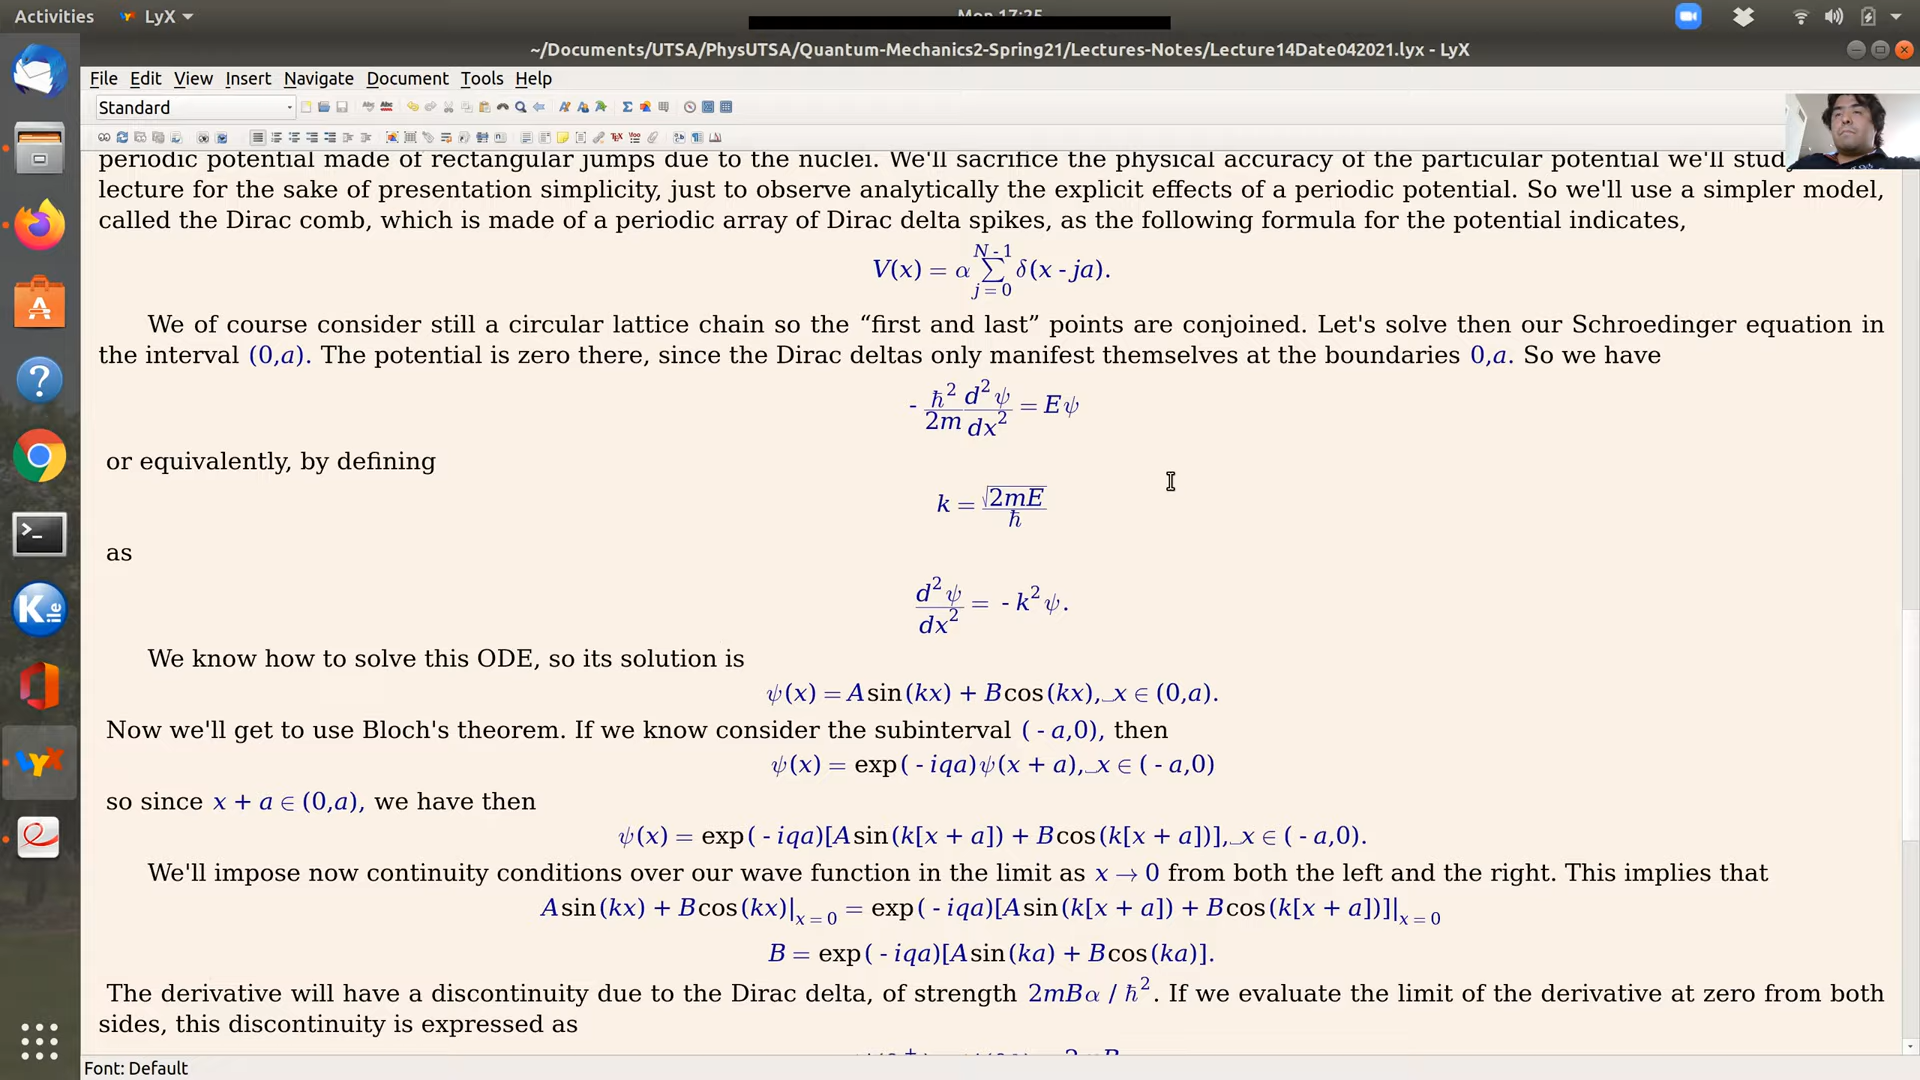 Activities LyX Mon 17:25
~/Documents/UTSA/PhysUTSA/Quantum-Mechanics2-Spring21/Lectures-Notes/Lecture14Date042021.lyx - LyX
File Edit View Insert Navigate Document Tools Help
Standard
periodic potential made of rectangular jumps due to the nuclei. We'll sacrifice the physical accuracy of the particular potential we'll study
lecture for the sake of presentation simplicity, just to observe analytically the explicit effects of a periodic potential. So we'll use a simpler model,
called the Dirac comb, which is made of a periodic array of Dirac delta spikes, as the following formula for the potential indicates,
V(x) = α ∑_{j = 0}^{N - 1} δ(x - ja).
We of course consider still a circular lattice chain so the “first and last” points are conjoined. Let's solve then our Schroedinger equation in
the interval (0,a). The potential is zero there, since the Dirac deltas only manifest themselves at the boundaries 0,a. So we have
- ħ²/2m d²ψ/dx² = Eψ
or equivalently, by defining
k = √2mE/ħ
as
d²ψ/dx² = - k²ψ.
We know how to solve this ODE, so its solution is
ψ(x) = A sin(kx) + B cos(kx), x ∈ (0,a).
Now we'll get to use Bloch's theorem. If we know consider the subinterval ( - a,0), then
ψ(x) = exp( - iqa)ψ(x + a), x ∈ ( - a,0)
so since x + a ∈ (0,a), we have then
ψ(x) = exp( - iqa)[A sin(k[x + a]) + B cos(k[x + a])], x ∈ ( - a,0).
We'll impose now continuity conditions over our wave function in the limit as x → 0 from both the left and the right. This implies that
A sin(kx) + B cos(kx)|_{x = 0} = exp( - iqa)[A sin(k[x + a]) + B cos(k[x + a])]|_{x = 0}
B = exp( - iqa)[A sin(ka) + B cos(ka)].
The derivative will have a discontinuity due to the Dirac delta, of strength 2mBα / ħ². If we evaluate the limit of the derivative at zero from both
sides, this discontinuity is expressed as
Font: Default